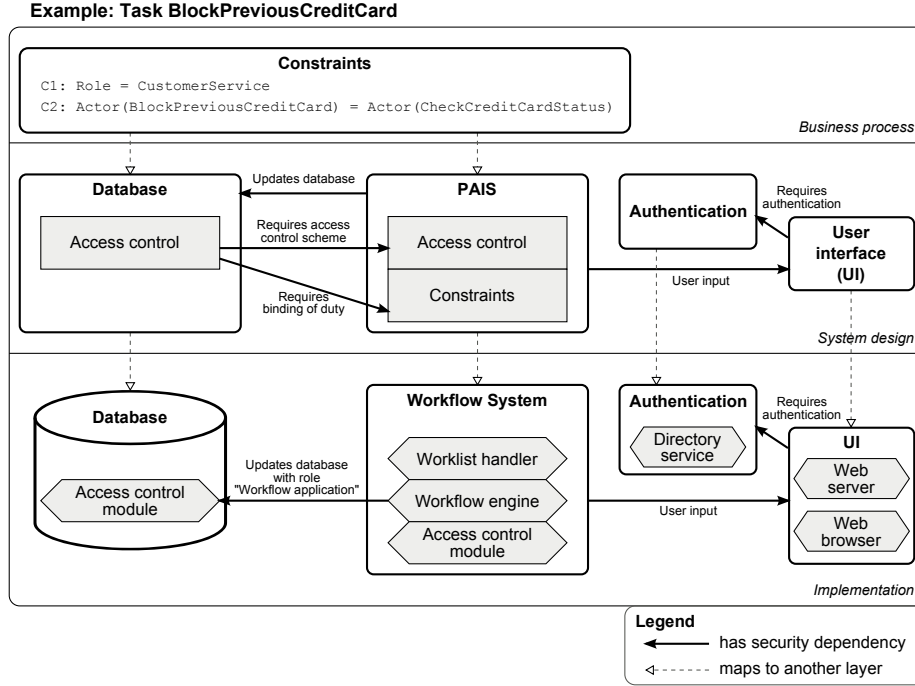 Example: Task BlockPreviousCreditCard
Constraints
C1: Role = CustomerService
C2: Actor(BlockPreviousCreditCard) = Actor(CheckCreditCardStatus)
Business process
Database
Access control
Updates database
Requires access
control scheme
Requires
binding of duty
PAIS
Access control
Constraints
Authentication
Requires
authentication
User
interface
(UI)
User input
System design
Database
Access control
module
Updates database
with role
"Workflow application"
Workflow System
Worklist handler
Workflow engine
Access control
module
Authentication
Directory
service
Requires
authentication
UI
Web
server
Web
browser
User input
Implementation
Legend
has security dependency
maps to another layer